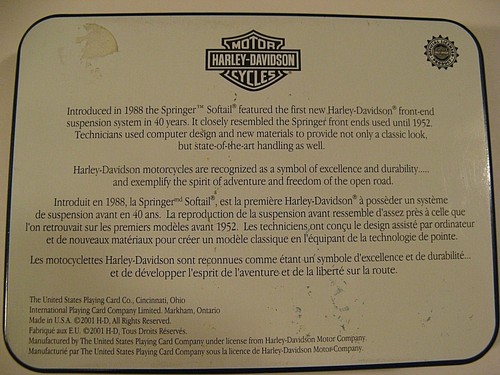 MOTOR
HARLEY-DAVIDSON
CYCLES
Introduced in 1988 the Springer™ Softail® featured the first new Harley-Davidson® front-end
suspension system in 40 years. It closely resembled the Springer front ends used until 1952.
Technicians used computer design and new materials to provide not only a classic look,
but state-of-the-art handling as well.
Harley-Davidson motorcycles are recognized as a symbol of excellence and durability.....
and exemplify the spirit of adventure and freedom of the open road.
Introduit en 1988, la Springer Softail®, est la première Harley-Davidson® à possèder un système
de suspension avant en 40 ans. La reproduction de la suspension avant ressemble d'assez près à celle que
l'on retrouvait sur les premiers modèles avant 1952. Les techniciens,ont conçu le design assisté par ordinateur
et de nouveaux matériaux pour créer un modèle classique en l'équipant de la technologie de pointe.
Les motocyclettes Harley-Davidson sont reconnues comme étant un symbole d'excellence et de durabilité...
et de développer l'esprit de l'aventure et de la liberté sur la route.
The United States Playing Card Co., Cincinnati, Ohio
International Playing Card Company Limited. Markham, Ontario
Made in U.S.A. ©2001 H-D, All Rights Reserved.
Fabriqué aux E.U. ©2001 H-D, Tous Droits Reservés.
Manufactured by The United States Playing Card Company under license from Harley-Davidson Motor Company.
Manufacturié par The United States Playing Card Company sous la licence de Harley-Davidson Motor Company.